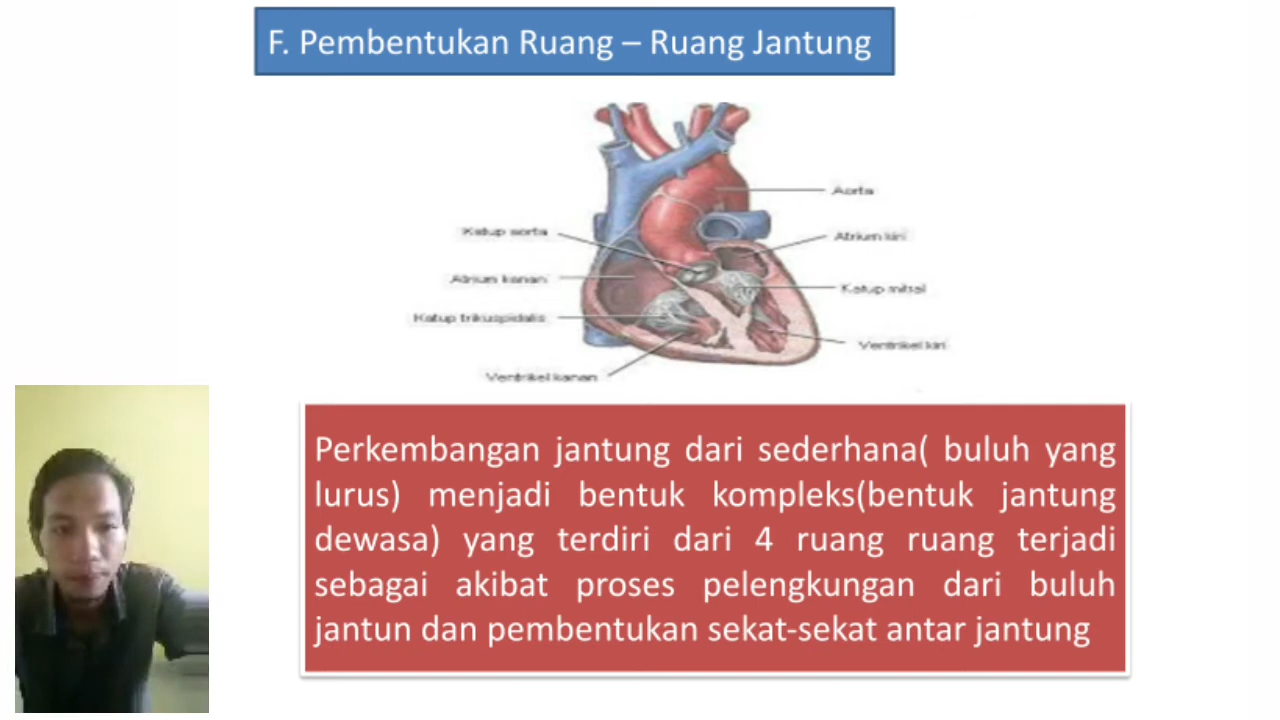 F. Pembentukan Ruang – Ruang Jantung
Aorta
Katup aorta
Atrium kiri
Atrium kanan
Katup mitral
Katup trikuspidalis
Ventrikel kiri
Ventrikel kanan
Perkembangan jantung dari sederhana( buluh yang
lurus) menjadi bentuk kompleks(bentuk jantung
dewasa) yang terdiri dari 4 ruang ruang terjadi
sebagai akibat proses pelengkungan dari buluh
jantun dan pembentukan sekat-sekat antar jantung